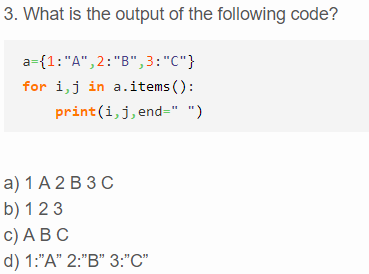 3. What is the output of the following code?
a={1:"A",2:"B",3:"C"}
for i,j in a.items():
    print(i,j,end=" ")
a) 1 A 2 B 3 C
b) 1 2 3
c) A B C
d) 1:”A” 2:”B” 3:”C”